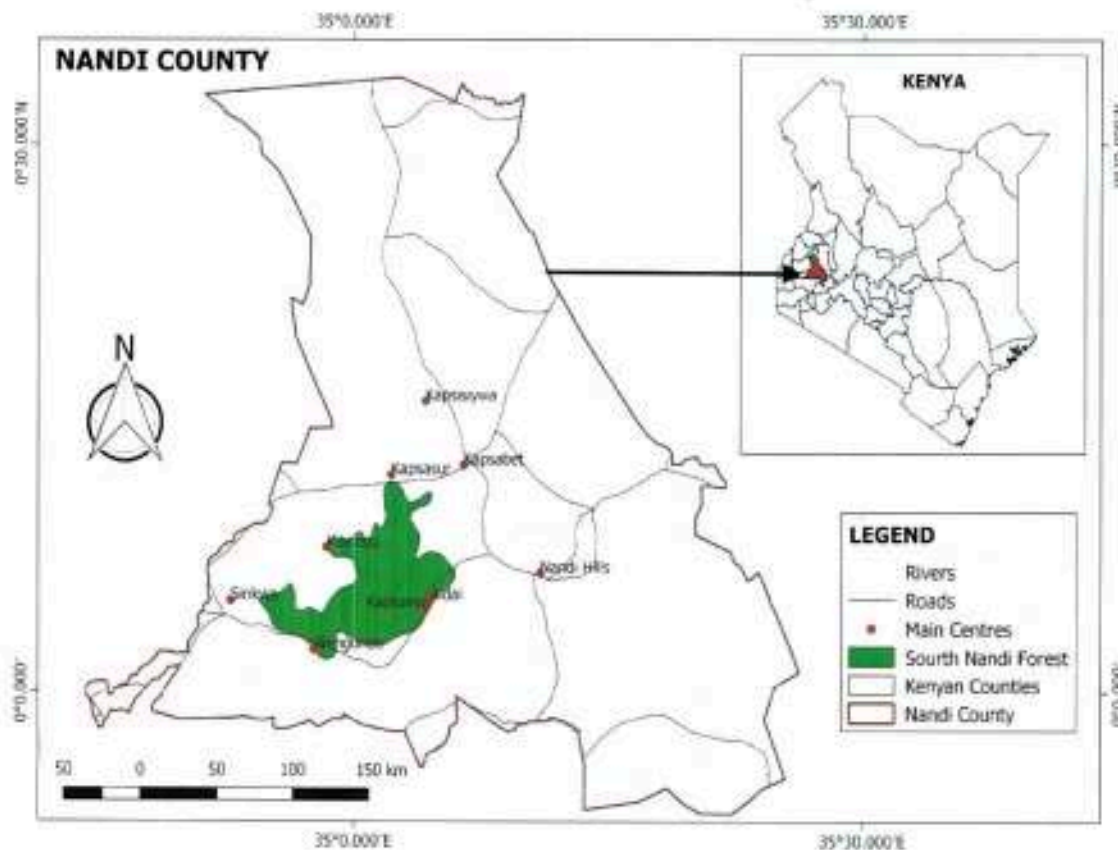 35°0.000'E
35°30.000'E
NANDI COUNTY
KENYA
0°30.000'N
N
Kapsisiywa
Kapsabet
Kapsasur
Nandi Hills
LEGEND
Rivers
Roads
Main Centres
Sourth Nandi Forest
Kenyan Counties
Nandi County
0°0.000'
50 0 50 100 150 km
35°0.000'E
35°30.000'E